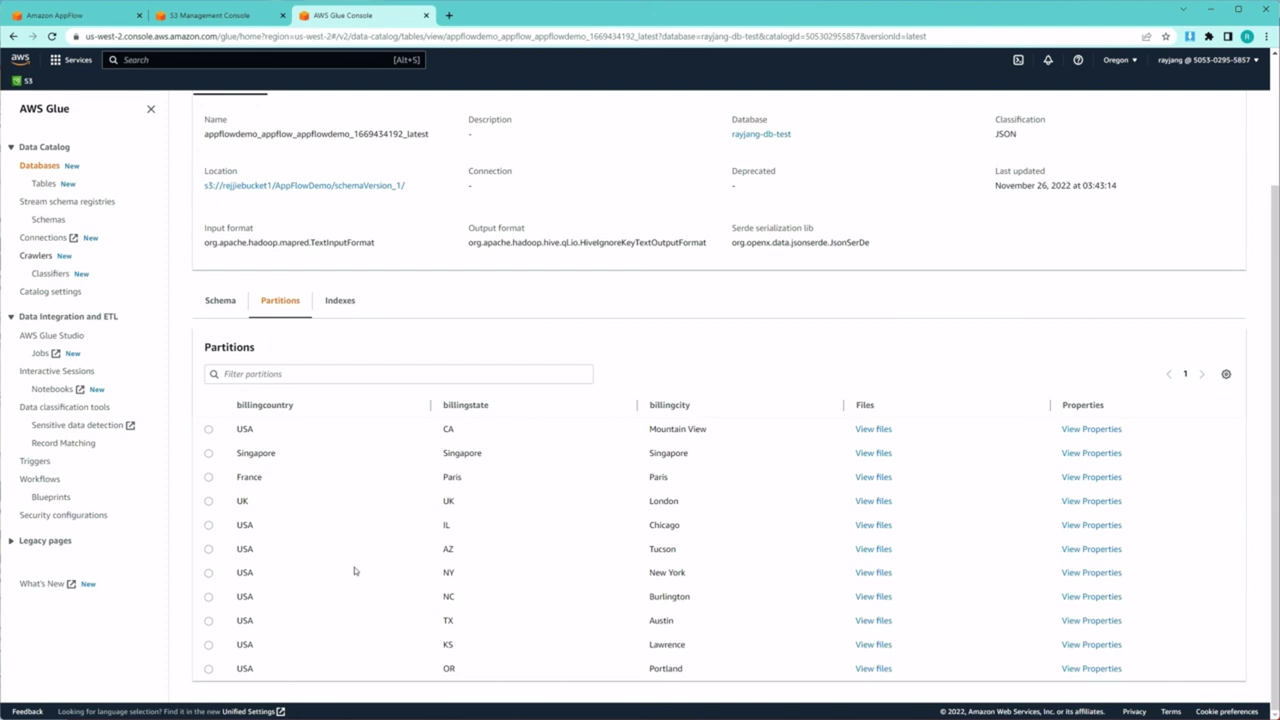 Amazon AppFlow
S3 Management Console
AWS Glue Console
us-west-2.console.aws.amazon.com/glue/home?region=us-west-2#/v2/data-catalog/tables/view/appflowdemo_appflow_appflowdemo_1669434192_latest?database=rayjang-db-test&catalogId=505302955857&versionId=latest
aws
Services
Search
[Alt+S]
Oregon
rayjang @ 5053-0295-5857
S3
AWS Glue
Data Catalog
Databases New
Tables New
Stream schema registries
Schemas
Connections New
Crawlers New
Classifiers New
Catalog settings
Data Integration and ETL
AWS Glue Studio
Jobs New
Interactive Sessions
Notebooks New
Data classification tools
Sensitive data detection
Record Matching
Triggers
Workflows
Blueprints
Security configurations
Legacy pages
What's New New
Name
appflowdemo_appflow_appflowdemo_1669434192_latest
Description
-
Database
rayjang-db-test
Classification
JSON
Location
s3://rejjiebucket1/AppFlowDemo/schemaVersion_1/
Connection
-
Deprecated
-
Last updated
November 26, 2022 at 03:43:14
Input format
org.apache.hadoop.mapred.TextInputFormat
Output format
org.apache.hadoop.hive.ql.io.HiveIgnoreKeyTextOutputFormat
Serde serialization lib
org.openx.data.jsonserde.JsonSerDe
Schema Partitions Indexes
Partitions
Filter partitions
1
billingcountry billingstate billingcity Files Properties
USA CA Mountain View View files View Properties
Singapore Singapore Singapore View files View Properties
France Paris Paris View files View Properties
UK UK London View files View Properties
USA IL Chicago View files View Properties
USA AZ Tucson View files View Properties
USA NY New York View files View Properties
USA NC Burlington View files View Properties
USA TX Austin View files View Properties
USA KS Lawrence View files View Properties
USA OR Portland View files View Properties
Feedback Looking for language selection? Find it in the new Unified Settings
© 2022, Amazon Web Services, Inc. or its affiliates. Privacy Terms Cookie preferences